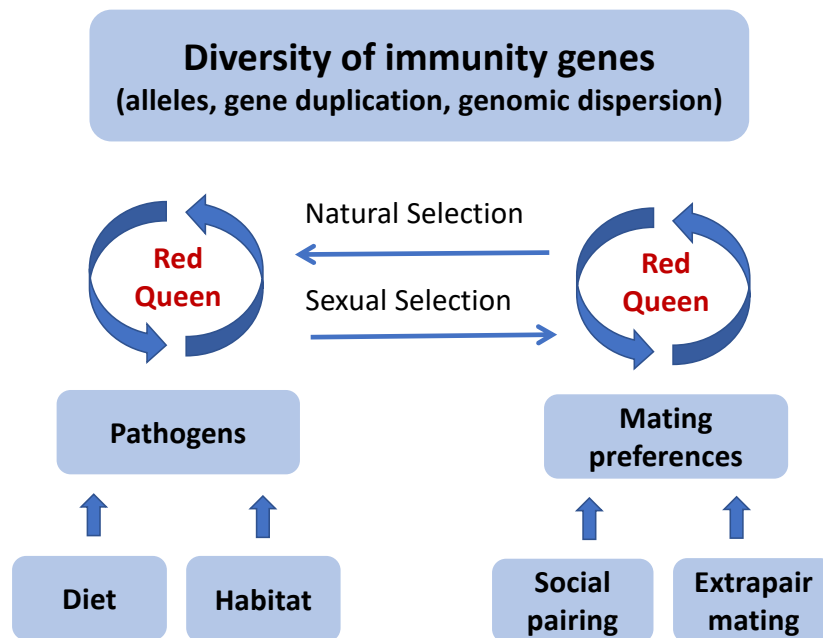 Diversity of immunity genes
(alleles, gene duplication, genomic dispersion)
Natural Selection
Red
Queen
Red
Queen
Sexual Selection
Pathogens
Mating
preferences
Diet
Habitat
Social
pairing
Extrapair
mating